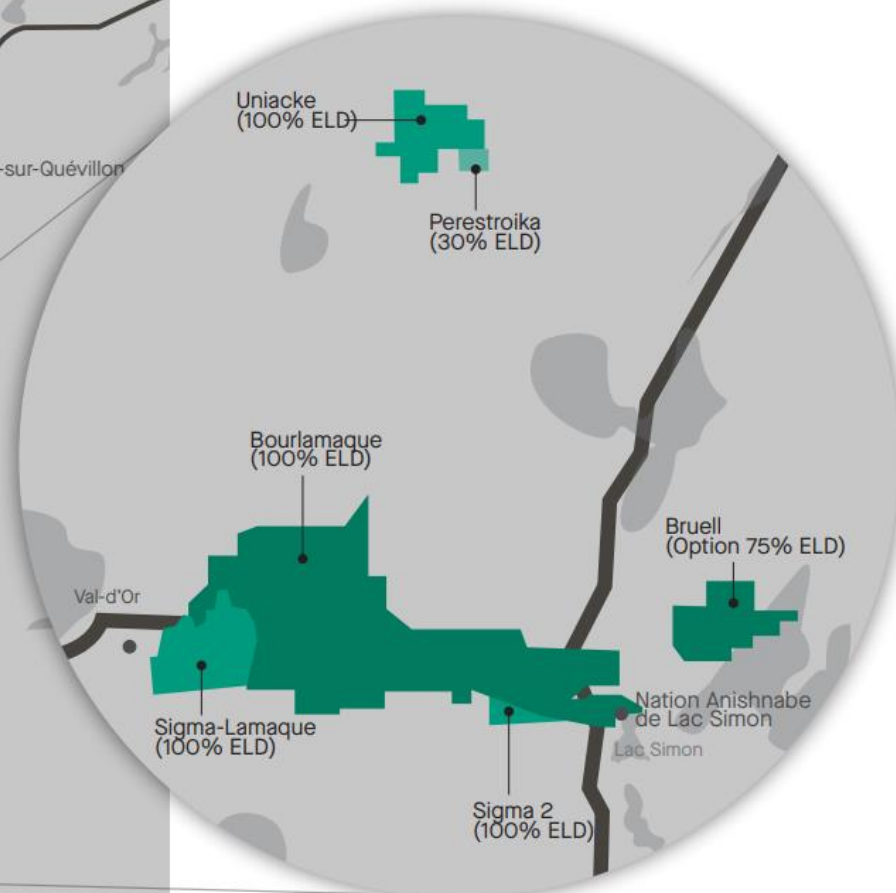 Uniacke
(100% ELD)
-sur-Quévillon
Perestroika
(30% ELD)
Bourlamaque
(100% ELD)
Bruell
(Option 75% ELD)
Val-d'Or
Nation Anishnabe
de Lac Simon
Sigma-Lamaque
(100% ELD)
Lac Simon
Sigma 2
(100% ELD)